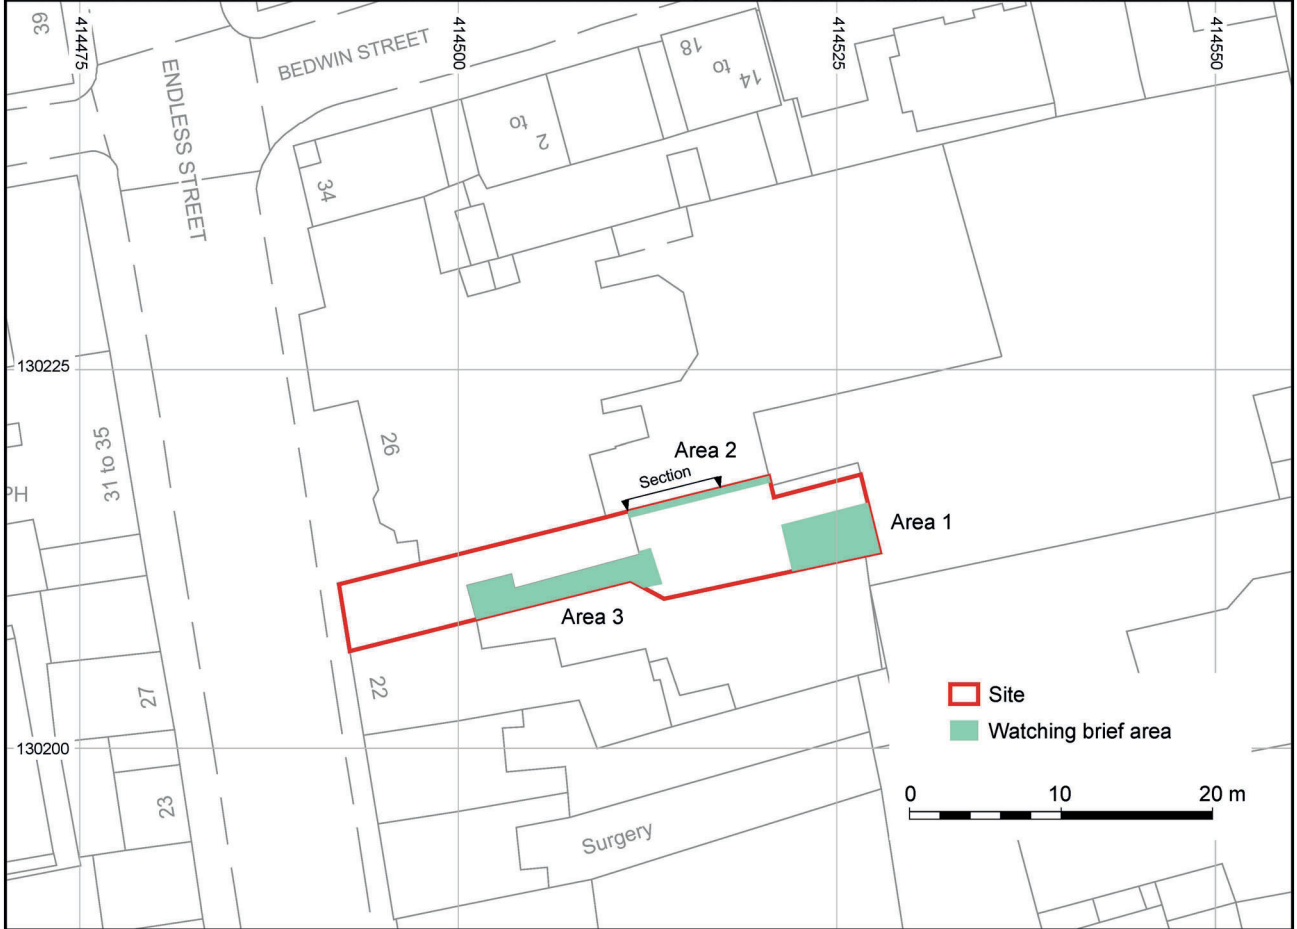 39
414475
414500
414525
414550
BEDWIN STREET
ENDLESS STREET
18
to
14
to
2
34
130225
26
31 to 35
PH
Area 2
Section
Area 1
Area 3
22
27
Site
Watching brief area
130200
23
0 10 20 m
Surgery